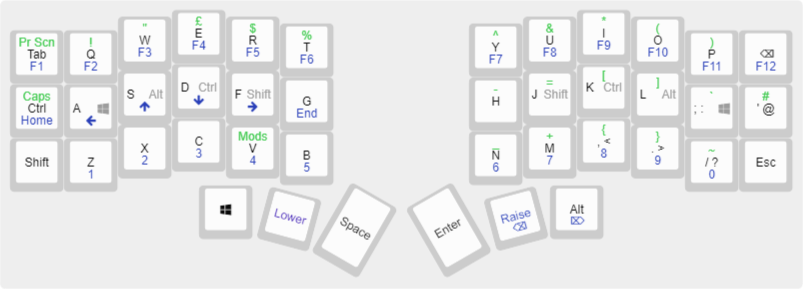 Pr Scn
Tab
F1
!
Q
F2
"
W
F3
£
E
F4
$
R
F5
%
T
F6
^
Y
F7
&
U
F8
*
I
F9
(
O
F10
)
P
F11
⌫
F12
Caps
Ctrl
Home
A
←
S Alt
↑
D Ctrl
↓
F Shift
→
G
End
-
H
=
J Shift
[
K Ctrl
]
L Alt
`
; :
#
' @
Shift
Z
1
X
2
C
3
Mods
V
4
B
5
_
N
6
+
M
7
{
, <
8
}
. >
9
~
/ ?
0
Esc
Lower
Space
Enter
Raise
⌫
Alt
⌦